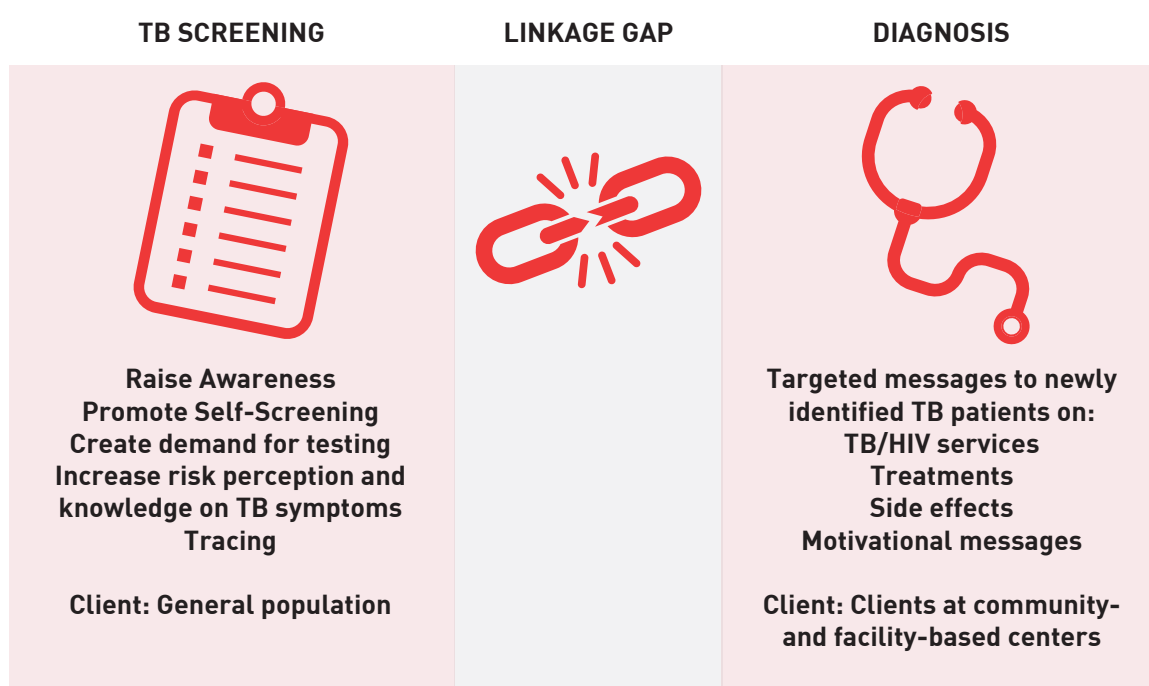 TB SCREENING
LINKAGE GAP
DIAGNOSIS
Raise Awareness
Promote Self-Screening
Create demand for testing
Increase risk perception and
knowledge on TB symptoms
Tracing
Client: General population
Targeted messages to newly
identified TB patients on:
TB/HIV services
Treatments
Side effects
Motivational messages
Client: Clients at community-
and facility-based centers